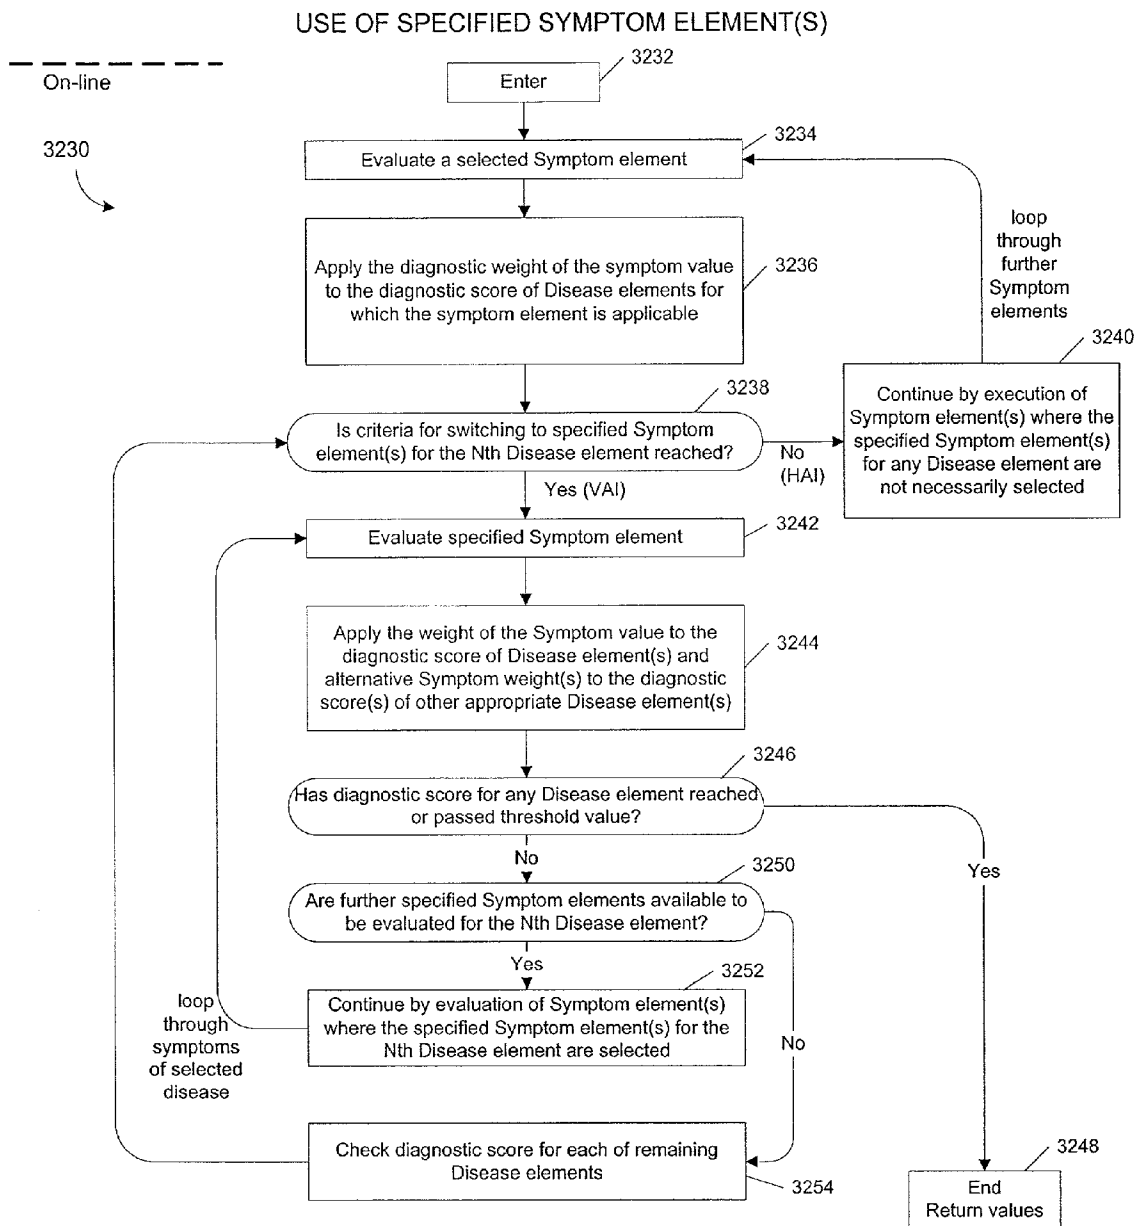 USE OF SPECIFIED SYMPTOM ELEMENT(S)
On-line
3230
3232
Enter
3234
Evaluate a selected Symptom element
loop
through
further
Symptom
elements
3236
Apply the diagnostic weight of the symptom value
to the diagnostic score of Disease elements for
which the symptom element is applicable
3238
Is criteria for switching to specified Symptom
element(s) for the Nth Disease element reached?
No
(HAI)
3240
Continue by execution of
Symptom element(s) where the
specified Symptom element(s)
for any Disease element are
not necessarily selected
Yes (VAI)
3242
Evaluate specified Symptom element
Apply the weight of the Symptom value to the
diagnostic score of Disease element(s) and
alternative Symptom weight(s) to the diagnostic
score(s) of other appropriate Disease element(s)
3244
3246
Has diagnostic score for any Disease element reached
or passed threshold value?
No
Yes
3250
Are further specified Symptom elements available to
be evaluated for the Nth Disease element?
Yes
No
3252
Continue by evaluation of Symptom element(s)
where the specified Symptom element(s) for the
Nth Disease element are selected
loop
through
symptoms
of selected
disease
Check diagnostic score for each of remaining
Disease elements
3254
3248
End
Return values